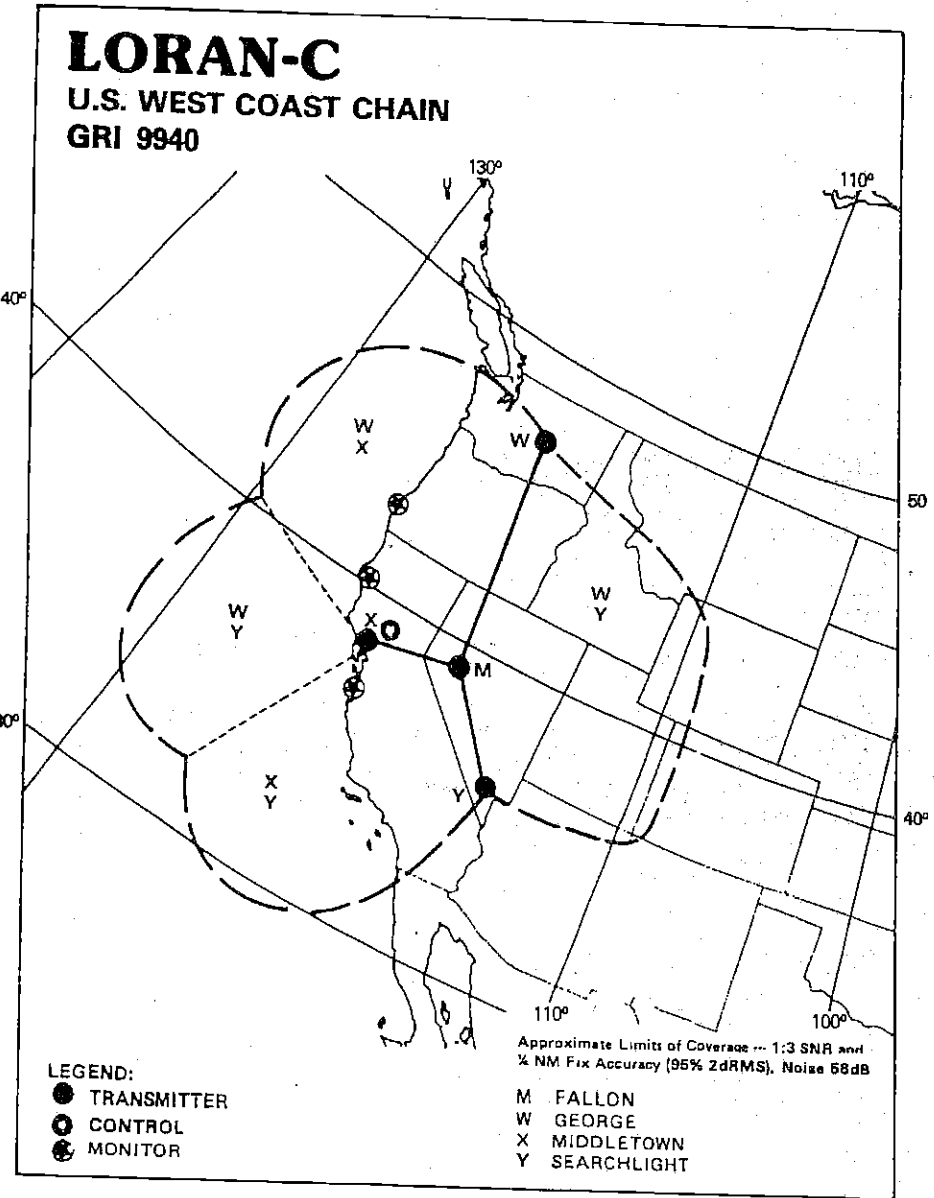 LORAN-C
U.S. WEST COAST CHAIN
GRI 9940
130°
110°
40°
W
X
W
50
W
Y
W
Y
X
M
X
Y
Y
40°
110°
100°
Approximate Limits of Coverage -- 1:3 SNR and
¼ NM Fix Accuracy (95% 2dRMS), Noise 58dB
LEGEND:
TRANSMITTER
CONTROL
MONITOR
M FALLON
W GEORGE
X MIDDLETOWN
Y SEARCHLIGHT